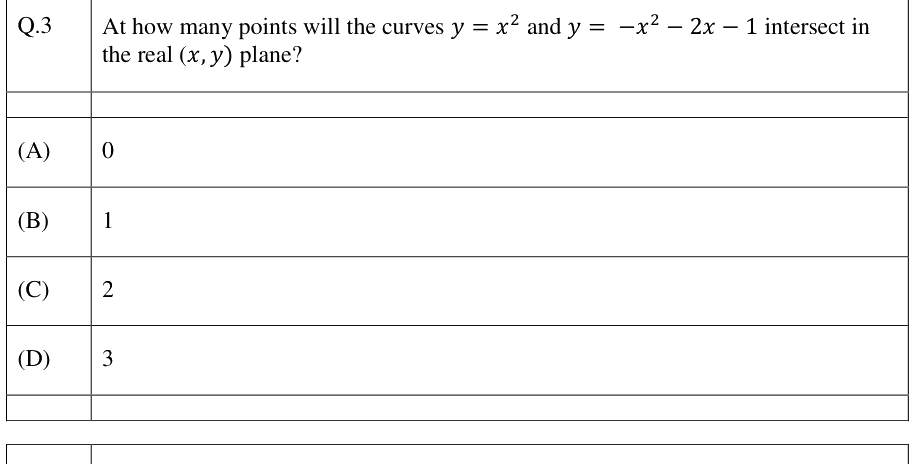 Q.3 At how many points will the curves y = x² and y = −x² − 2x − 1 intersect in
the real (x, y) plane?
(A) 0
(B) 1
(C) 2
(D) 3